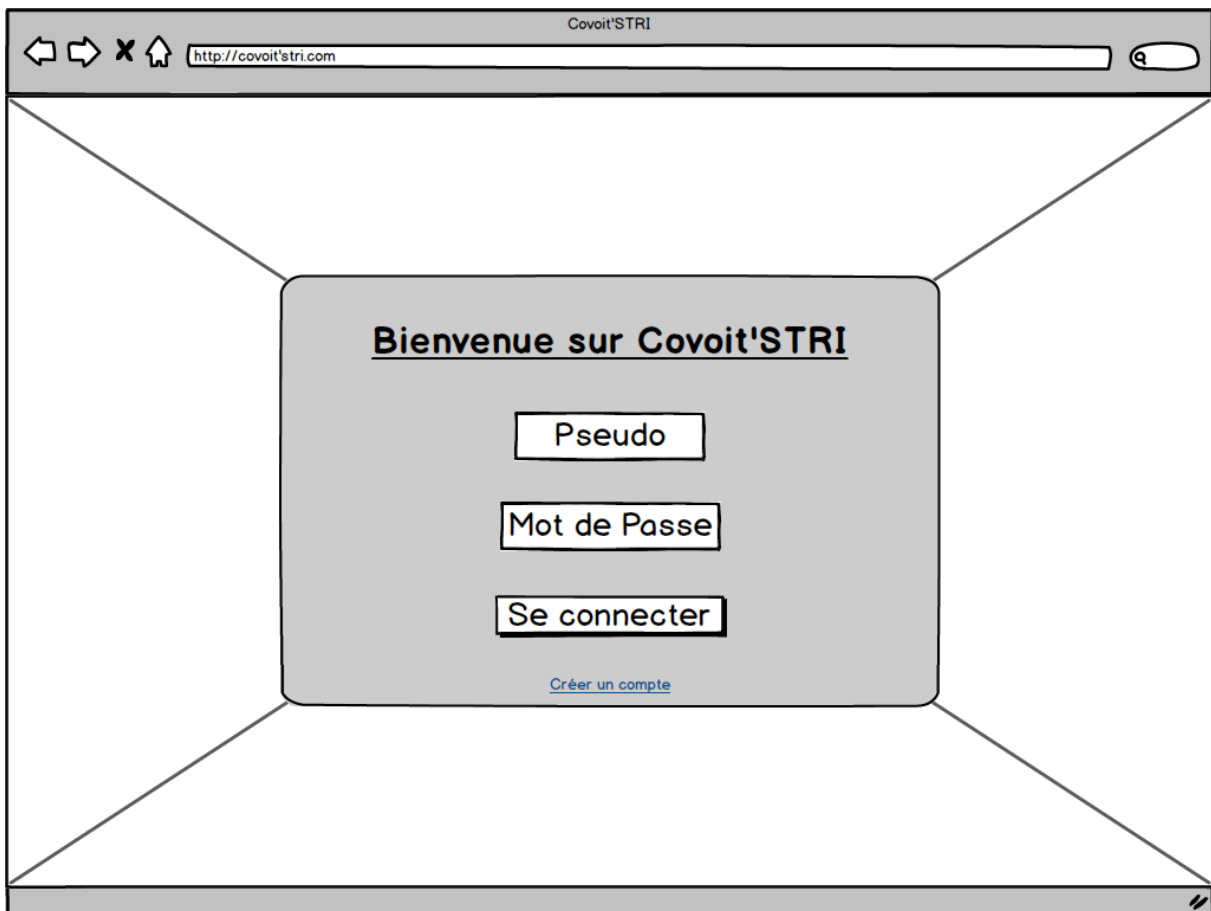 Covoit'STRI
http://covoit'stri.com
Bienvenue sur Covoit'STRI
Pseudo
Mot de Passe
Se connecter
Créer un compte